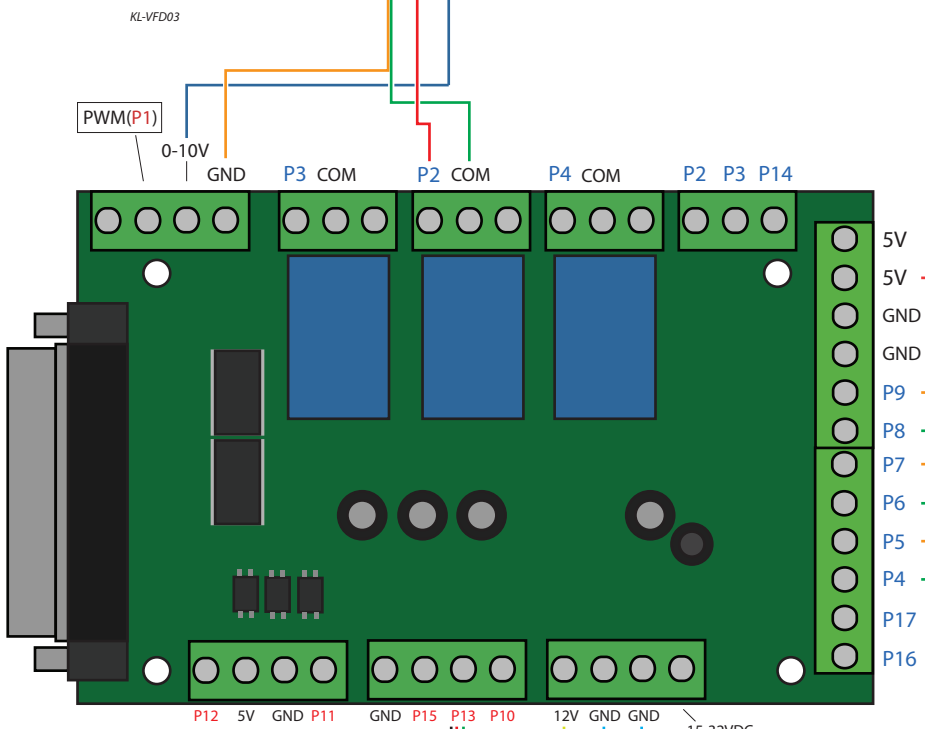 KL-VFD03
PWM(P1)
0-10V
GND
P3 COM
P2 COM
P4 COM
P2 P3 P14
5V
5V
GND
GND
P9
P8
P7
P6
P5
P4
P17
P16
P12 5V GND P11
GND P15 P13 P10
12V GND GND
15-32VDC